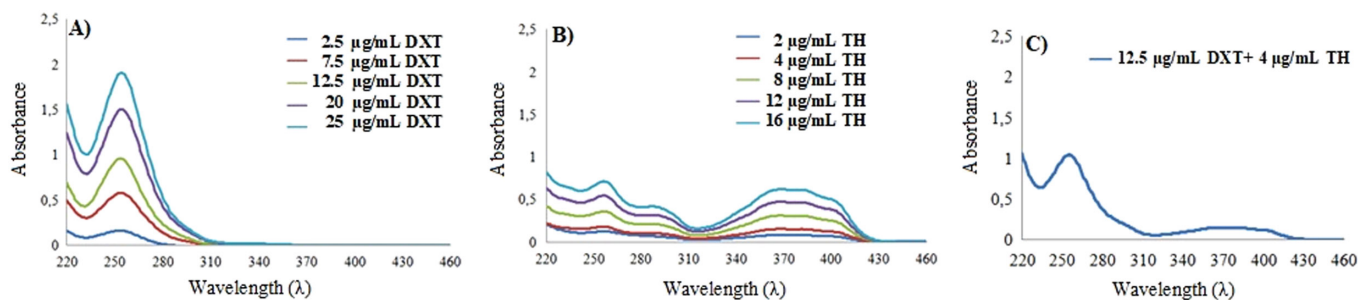 A)
2.5 µg/mL DXT
7.5 µg/mL DXT
12.5 µg/mL DXT
20 µg/mL DXT
25 µg/mL DXT
Absorbance
2,5
2
1,5
1
0,5
0
220 250 280 310 340 370 400 430 460
Wavelength (λ)
B)
2 µg/mL TH
4 µg/mL TH
8 µg/mL TH
12 µg/mL TH
16 µg/mL TH
Absorbance
2,5
2
1,5
1
0,5
0
220 250 280 310 340 370 400 430 460
Wavelength (λ)
C)
12.5 µg/mL DXT+ 4 µg/mL TH
Absorbance
2,5
2
1,5
1
0,5
0
220 250 280 310 340 370 400 430 460
Wavelength (λ)